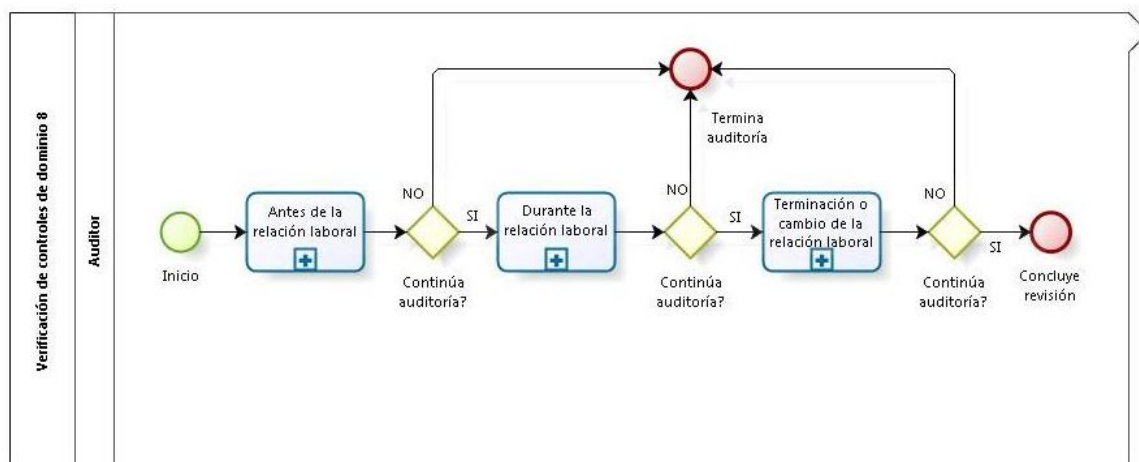 Verificación de controles de dominio 8
Auditor
Inicio
Antes de la
relación laboral
NO
SI
Continúa
auditoría?
Durante la
relación laboral
Termina
auditoría
NO
SI
Continúa
auditoría?
Terminación o
cambio de la
relación laboral
NO
SI
Continúa
auditoría?
Concluye
revisión